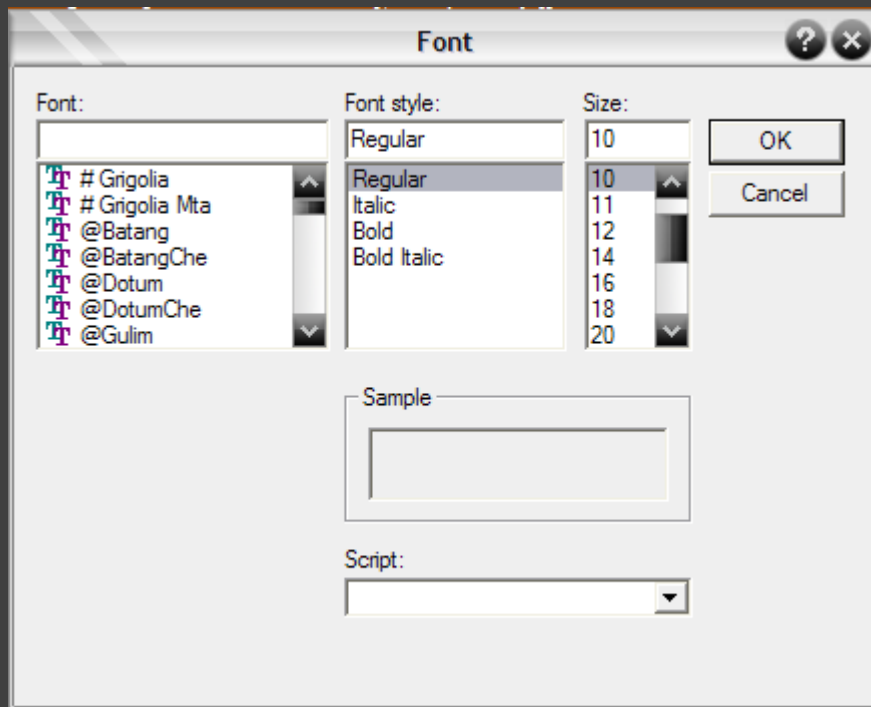 Font
Font:
Font style:
Size:
Regular
10
OK
Cancel
# Grigolia
# Grigolia Mta
@Batang
@BatangChe
@Dotum
@DotumChe
@Gulim
Regular
Italic
Bold
Bold Italic
10
11
12
14
16
18
20
Sample
Script: